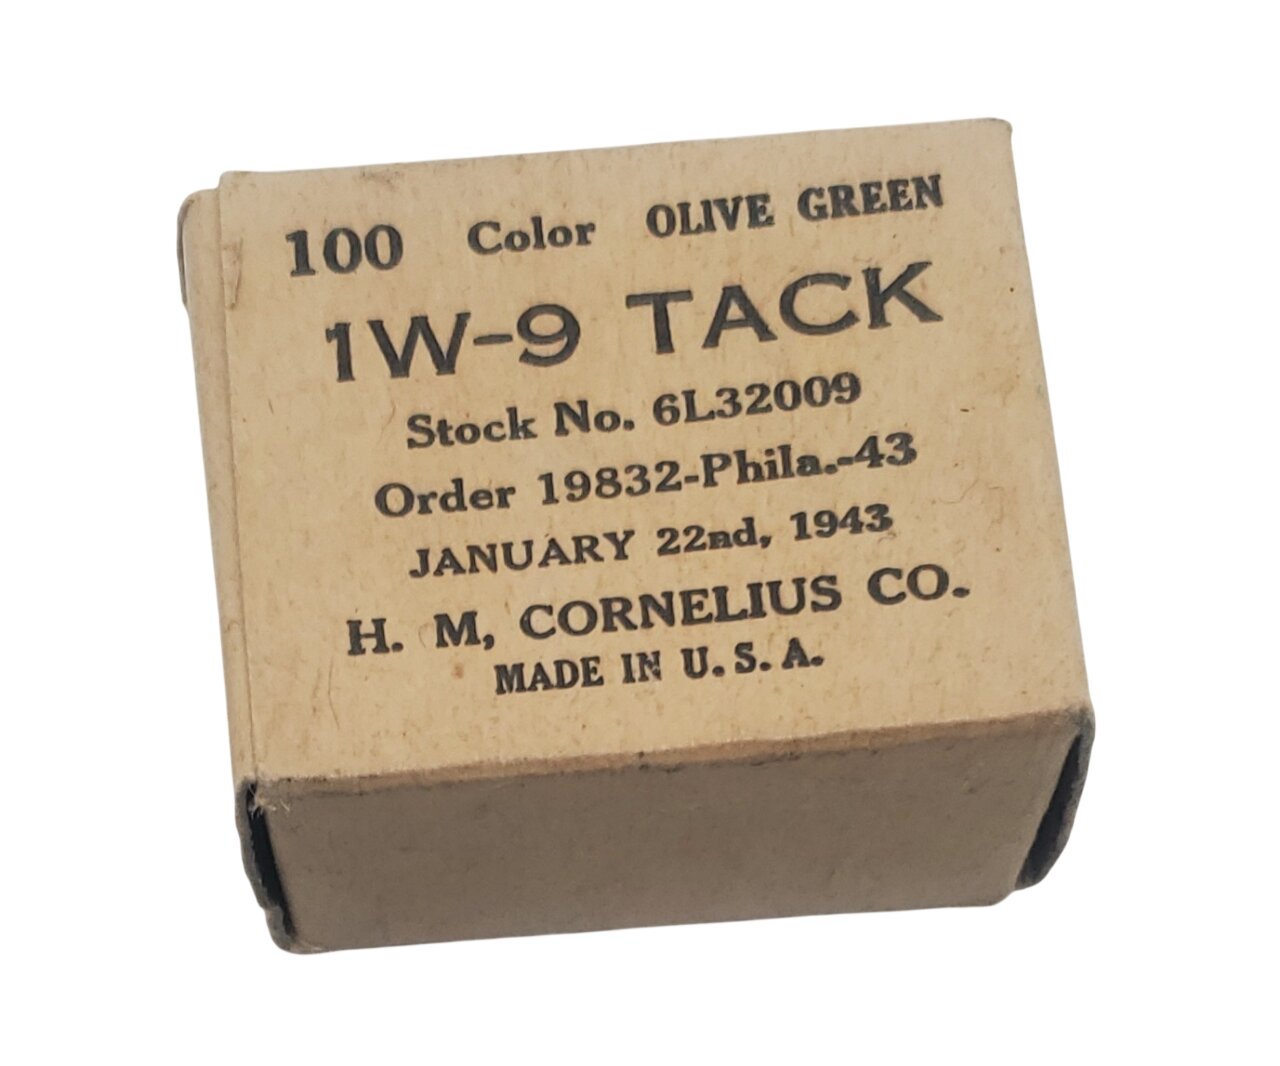 100 Color OLIVE GREEN
1W-9 TACK
Stock No. 6L32009
Order 19832-Phila.-43
JANUARY 22nd, 1943
H. M, CORNELIUS CO.
MADE IN U. S. A.